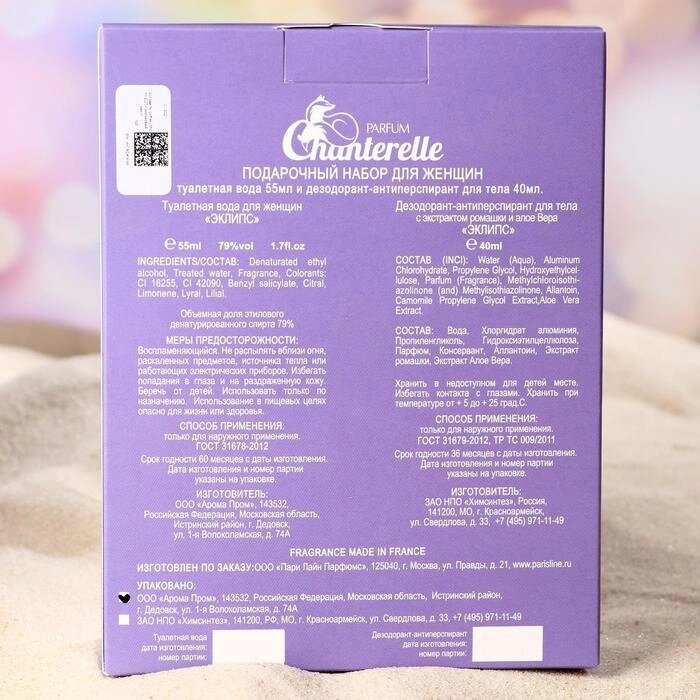 PARFUM
Chanterelle
ПОДАРОЧНЫЙ НАБОР ДЛЯ ЖЕНЩИН
туалетная вода 55мл и дезодорант-антиперспирант для тела 40мл.
Туалетная вода для женщин
«ЭКЛИПС»
℮ 55ml 79%vol 1.7fl.oz
INGREDIENTS/СОСТАВ: Denaturated ethyl
alcohol, Treated water, Fragrance, Colorants:
CI 16255, CI 42090, Benzyl salicylate, Citral,
Limonene, Lyral, Lilial.
Объемная доля этилового
денатурированного спирта 79%
МЕРЫ ПРЕДОСТОРОЖНОСТИ:
Воспламеняющийся. Не распылять вблизи огня,
раскаленных предметов, источника тепла или
работающих электрических приборов. Избегать
попадания в глаза и на раздраженную кожу.
Беречь от детей. Использовать только по
назначению. Использование в пищевых целях
опасно для жизни или здоровья.
СПОСОБ ПРИМЕНЕНИЯ:
только для наружного применения.
ГОСТ 31678-2012
Срок годности 60 месяцев с даты изготовления.
Дата изготовления и номер партии
указаны на упаковке.
ИЗГОТОВИТЕЛЬ:
ООО «Арома Пром», 143532,
Российская Федерация, Московская область,
Истринский район, г. Дедовск,
ул. 1-я Волоколамская, д. 74А
Дезодорант-антиперспирант для тела
с экстрактом ромашки и алое Вера
«ЭКЛИПС»
℮ 40ml
СОСТАВ (INCI): Water (Aqua), Aluminum
Chlorohydrate, Propylene Glycol, Hydroxyethylcel-
lulose, Parfum (Fragrance), Methylchloroisothi-
azolinone (and) Methylisothiazolinone, Allantoin,
Camomile Propylene Glycol Extract,Aloe Vera
Extract.
СОСТАВ: Вода, Хлоргидрат алюминия,
Пропиленгликоль, Гидроксиэтилцеллюлоза,
Парфюм, Консервант, Аллантоин, Экстракт
ромашки, Экстракт Алое Вера.
Хранить в недоступном для детей месте.
Избегать контакта с глазами. Хранить при
температуре от + 5 до + 25 град.С.
СПОСОБ ПРИМЕНЕНИЯ:
только для наружного применения.
ГОСТ 31679-2012, ТР ТС 009/2011
Срок годности 36 месяцев с даты изготовления.
Дата изготовления и номер партии
указаны на упаковке.
ИЗГОТОВИТЕЛЬ:
ЗАО НПО «Химсинтез», Россия,
141200, МО, г. Красноармейск,
ул. Свердлова, д. 33, +7 (495) 971-11-49
FRAGRANCE MADE IN FRANCE
ИЗГОТОВЛЕН ПО ЗАКАЗУ:ООО «Пари Лайн Парфюмс», 125040, г. Москва, ул. Правды, д. 21, www.parisline.ru
УПАКОВАНО:
ООО «Арома Пром», 143532, Российская Федерация, Московская область, Истринский район,
г. Дедовск, ул. 1-я Волоколамская, д. 74А
ЗАО НПО «Химсинтез», 141200, РФ, МО, г. Красноармейск, ул. Свердлова, д. 33, +7 (495) 971-11-49
Туалетная вода
дата изготовления:
номер партии:
Дезодорант-антиперспирант
дата изготовления:
номер партии: